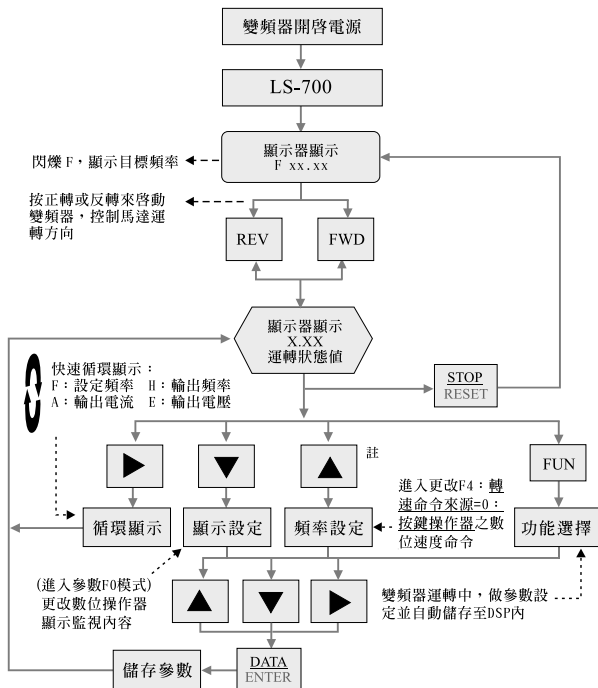 變頻器開啓電源
LS-700
顯示器顯示
F xx.xx
閃爍 F，顯示目標頻率
按正轉或反轉來啓動
變頻器，控制馬達運
轉方向
REV
FWD
顯示器顯示
X.XX
運轉狀態値
快速循環顯示：
F：設定頻率 H：輸出頻率
A：輸出電流 E：輸出電壓
STOP
RESET
註
FUN
進入更改F4：轉
速命令來源=0：
按鍵操作器之數
位速度命令
循環顯示
顯示設定
頻率設定
功能選擇
(進入參數F0模式)
更改數位操作器
顯示監視內容
變頻器運轉中，做參數設
定並自動儲存至DSP內
儲存參數
DATA
ENTER